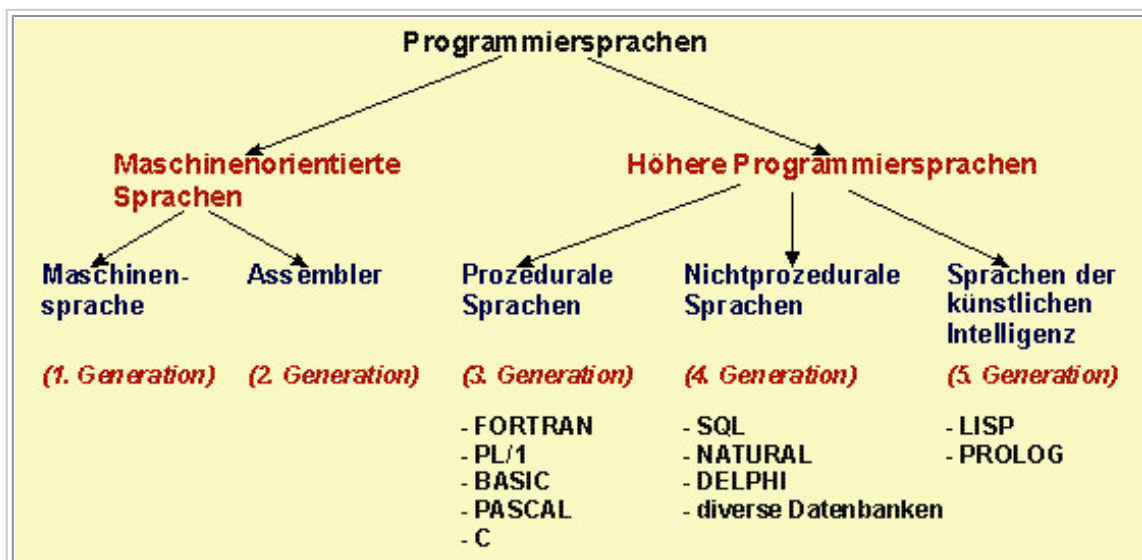 Programmiersprachen
Maschinenorientierte
Sprachen
Höhere Programmiersprachen
Maschinen-
sprache
Assembler
Prozedurale
Sprachen
Nichtprozedurale
Sprachen
Sprachen der
künstlichen
Intelligenz
(1. Generation)
(2. Generation)
(3. Generation)
(4. Generation)
(5. Generation)
- FORTRAN
- PL/1
- BASIC
- PASCAL
- C
- SQL
- NATURAL
- DELPHI
- diverse Datenbanken
- LISP
- PROLOG